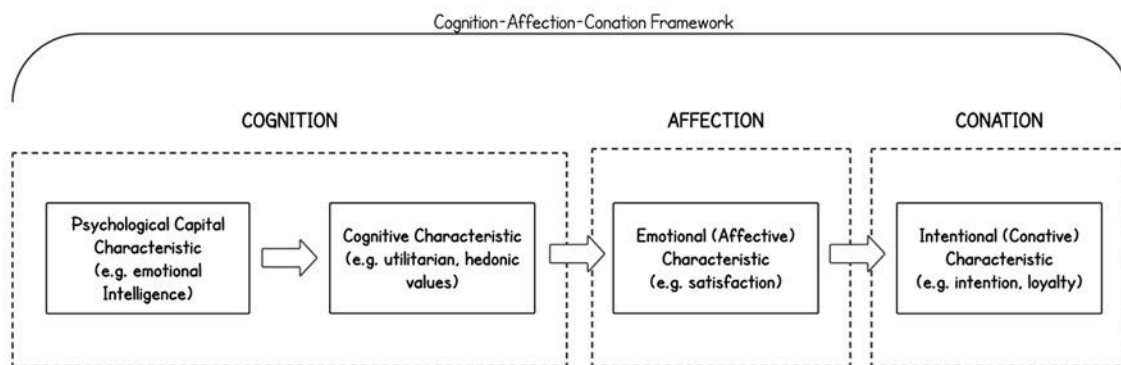 Cognition-Affection-Conation Framework
COGNITION
AFFECTION
CONATION
Psychological Capital
Characteristic
(e.g. emotional
Intelligence)
Cognitive Characteristic
(e.g. utilitarian, hedonic
values)
Emotional (Affective)
Characteristic
(e.g. satisfaction)
Intentional (Conative)
Characteristic
(e.g. intention, loyalty)